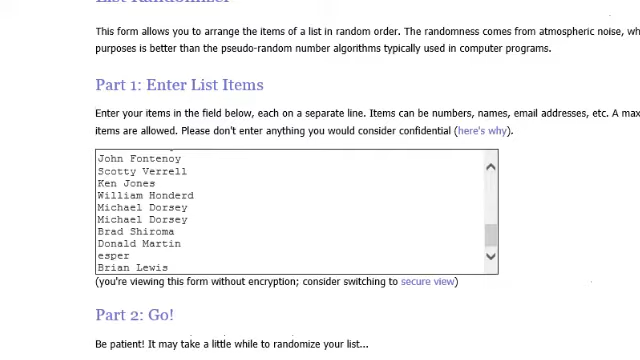 List Randomizer
This form allows you to arrange the items of a list in random order. The randomness comes from atmospheric noise,
purposes is better than the pseudo-random number algorithms typically used in computer programs.
Part 1: Enter List Items
Enter your items in the field below, each on a separate line. Items can be numbers, names, email addresses, etc. A
items are allowed. Please don't enter anything you would consider confidential (here's why).
John Fontenoy
Scotty Verrell
Ken Jones
William Honderd
Michael Dorsey
Michael Dorsey
Brad Shiroma
Donald Martin
esper
Brian Lewis
(you're viewing this form without encryption; consider switching to secure view)
Part 2: Go!
Be patient! It may take a little while to randomize your list...